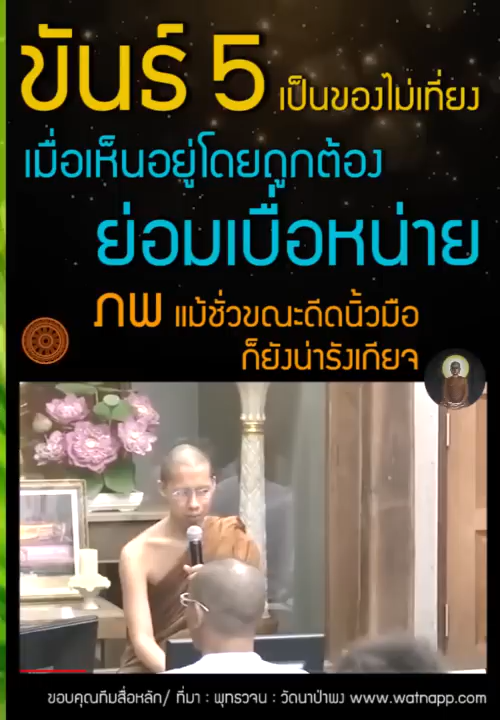 ขันธ์ 5 เป็นของไม่เที่ยง
เมื่อเห็นอยู่โดยถูกต้อง
ย่อมเบื่อหน่าย
ภพ แม้ชั่วขณะดีดนิ้วมือ
ก็ยังน่ารังเกียจ
ขอบคุณทีมสื่อหลัก/ ที่มา : พุทธวจน : วัดนาป่าพง www.watnapp.com